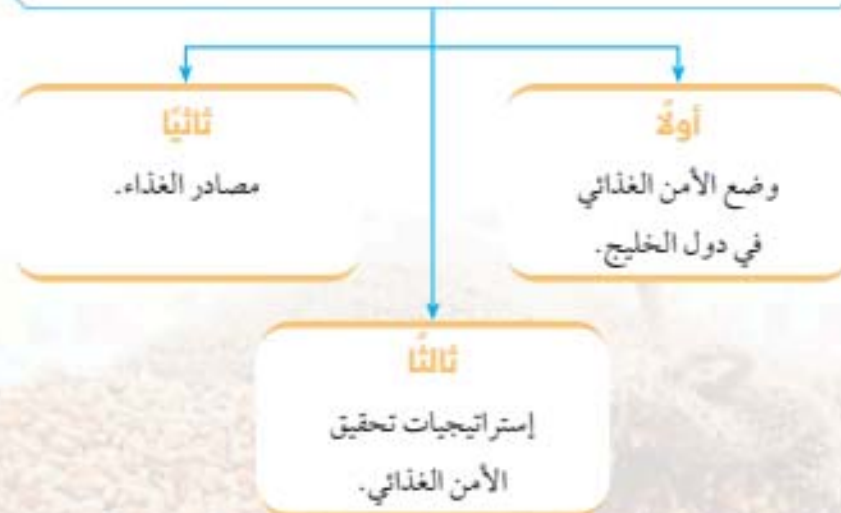 أولًا
وضع الأمن الغذائي
في دول الخليج.
ثانيًا
مصادر الغذاء.
ثالثًا
إستراتيجيات تحقيق
الأمن الغذائي.